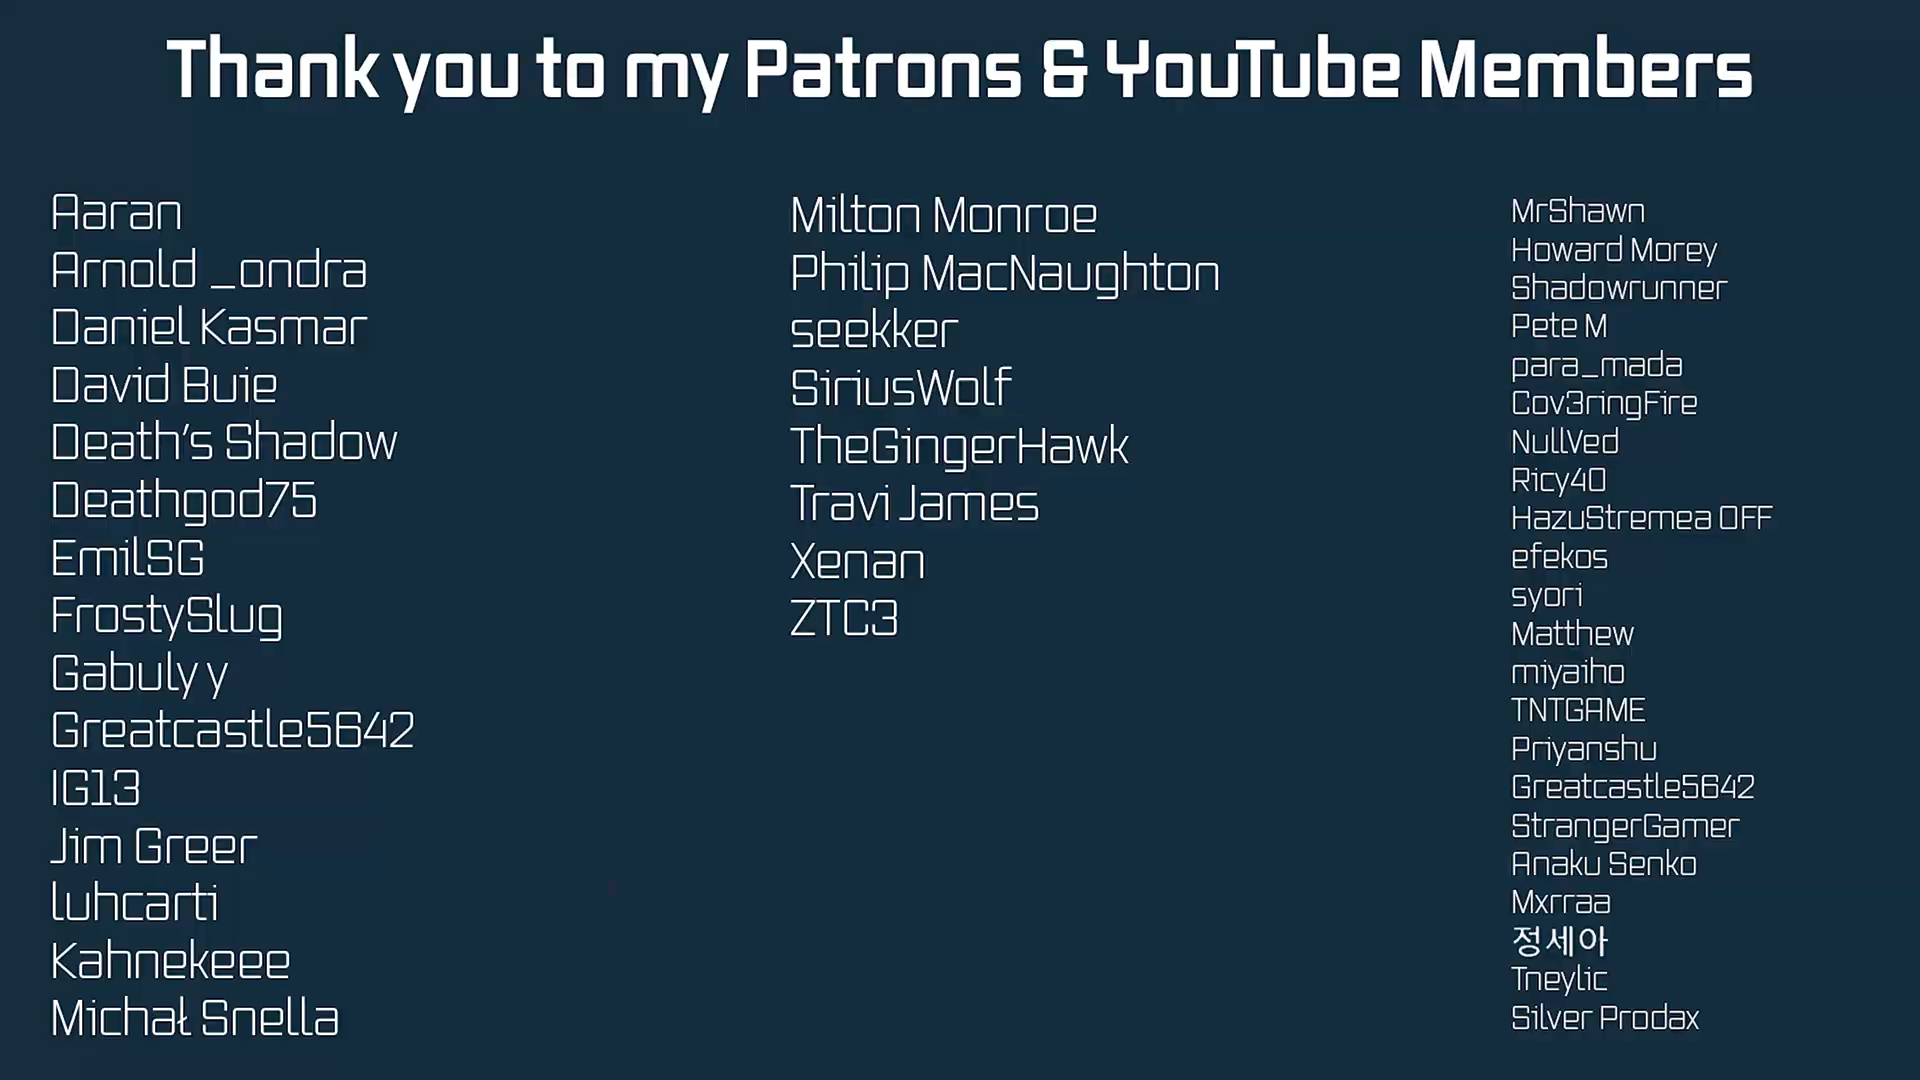 Thank you to my Patrons & YouTube Members
Aaran
Arnold _ondra
Daniel Kasmar
David Buie
Death's Shadow
Deathgod75
EmilSG
FrostySlug
Gabuly y
Greatcastle5642
IG13
Jim Greer
luhcarti
Kahnekeee
Michał Snella
Milton Monroe
Philip MacNaughton
seekker
SiriusWolf
TheGingerHawk
Travi James
Xenan
ZTC3
MrShawn
Howard Morey
Shadowrunner
Pete M
para_mada
Cov3ringFire
NullVed
Ricy40
HazuStremea OFF
efekos
syori
Matthew
miyaiho
TNTGAME
Priyanshu
Greatcastle5642
StrangerGamer
Anaku Senko
Mxrraa
정세아
Tneylic
Silver Prodax